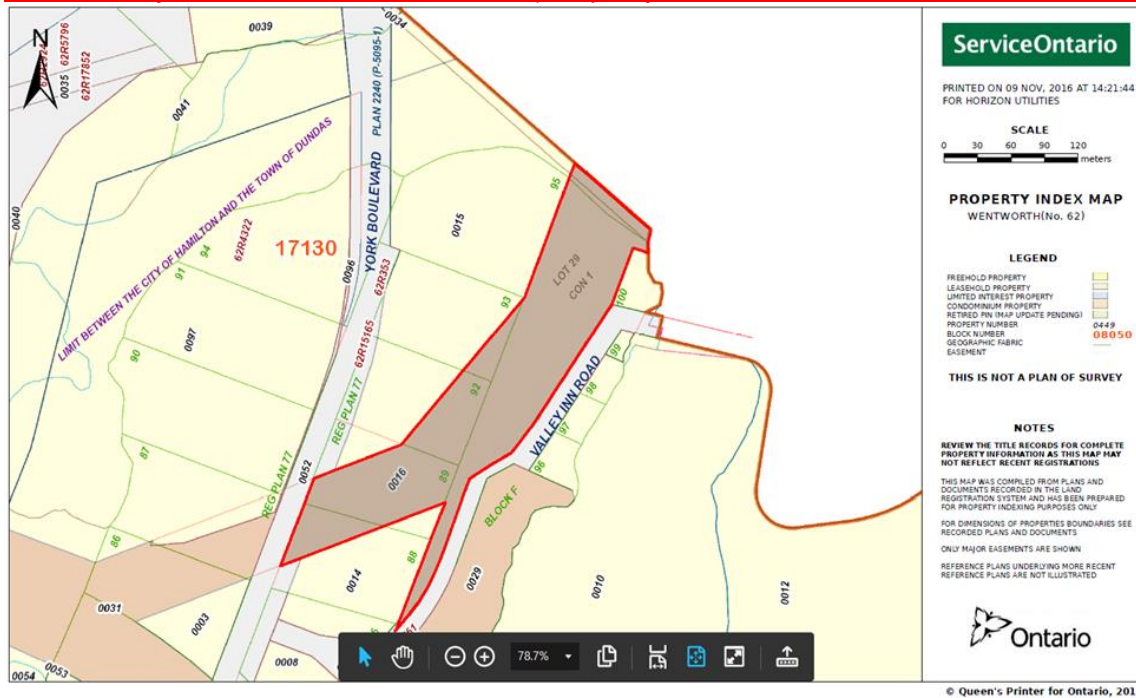 N
0034
0039
62R5796
0035
62R17852
0041
0040
YORK BOULEVARD PLAN 2240 (P-5095-1)
LIMIT BETWEEN THE CITY OF HAMILTON AND THE TOWN OF DUNDAS
95
0015
62R4322
94
91
17130
0096
62R353
LOT 29
CON 1
93
100
0097
62R15165
90
99
92
98
VALLEY INN ROAD
REG PLAN 77
97
87
0052
0016
89
96
REG PLAN 77
BLOCK F
86
88
0014
0029
0010
0012
0031
0003
0008
0053
0054
78.7%
ServiceOntario
PRINTED ON 09 NOV, 2016 AT 14:21:44
FOR HORIZON UTILITIES
SCALE
0 30 60 90 120
meters
PROPERTY INDEX MAP
WENTWORTH(No. 62)
LEGEND
FREEHOLD PROPERTY
LEASEHOLD PROPERTY
LIMITED INTEREST PROPERTY
CONDOMINIUM PROPERTY
RETIRED PIN (MAP UPDATE PENDING)
PROPERTY NUMBER 0449
BLOCK NUMBER 08050
GEOGRAPHIC FABRIC
EASEMENT
THIS IS NOT A PLAN OF SURVEY
NOTES
REVIEW THE TITLE RECORDS FOR COMPLETE
PROPERTY INFORMATION AS THIS MAP MAY
NOT REFLECT RECENT REGISTRATIONS
THIS MAP WAS COMPILED FROM PLANS AND
DOCUMENTS RECORDED IN THE LAND
REGISTRATION SYSTEM AND HAS BEEN PREPARED
FOR PROPERTY INDEXING PURPOSES ONLY
FOR DIMENSIONS OF PROPERTIES BOUNDARIES SEE
RECORDED PLANS AND DOCUMENTS
ONLY MAJOR EASEMENTS ARE SHOWN
REFERENCE PLANS UNDERLYING MORE RECENT
REFERENCE PLANS ARE NOT ILLUSTRATED
Ontario
© Queen's Printer for Ontario, 201